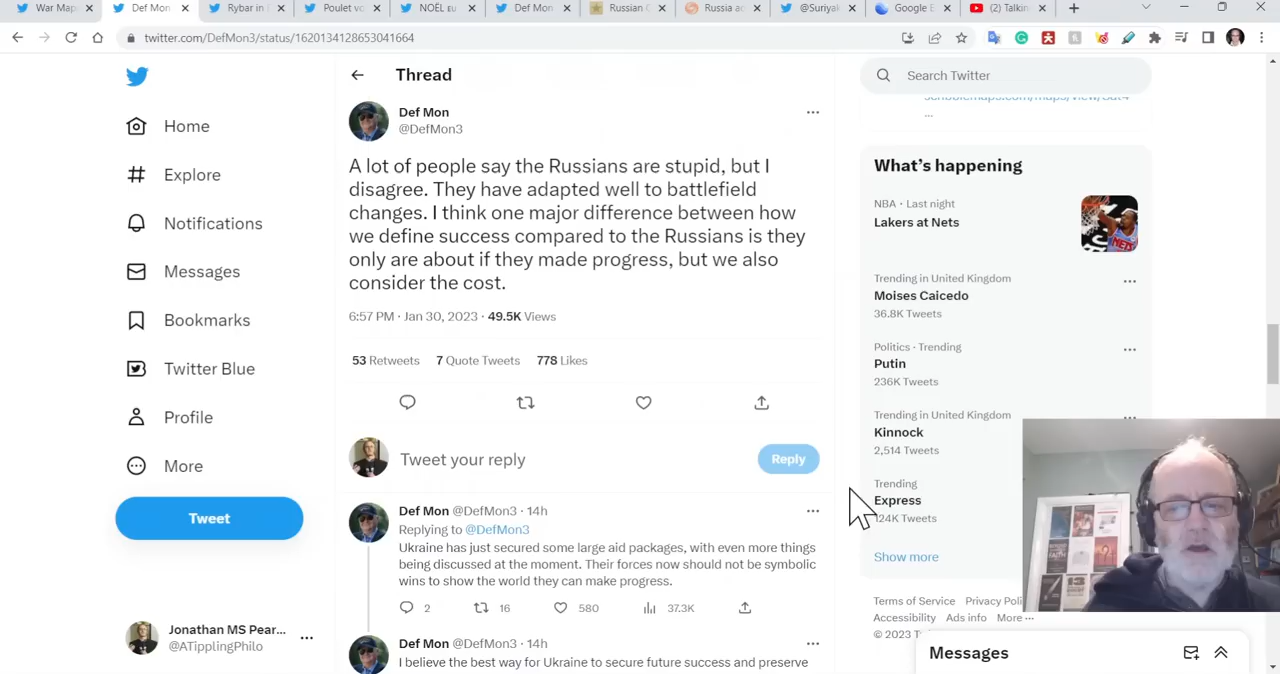 War Map
Def Mon
Rybar in
Poulet vo
NOËL
Def Mon
Russian O
Russia ac
@Suriyak
Google E
(2) Talkin
twitter.com/DefMon3/status/1620134128653041664
Thread
Search Twitter
Home
Explore
Notifications
Messages
Bookmarks
Twitter Blue
Profile
More
Tweet
Jonathan MS Pear...
@ATipplingPhilo
Def Mon
@DefMon3
A lot of people say the Russians are stupid, but I
disagree. They have adapted well to battlefield
changes. I think one major difference between how
we define success compared to the Russians is they
only are about if they made progress, but we also
consider the cost.
6:57 PM · Jan 30, 2023 · 49.5K Views
53 Retweets 7 Quote Tweets 778 Likes
Tweet your reply
Reply
Def Mon @DefMon3 · 14h
Replying to @DefMon3
Ukraine has just secured some large aid packages, with even more things
being discussed at the moment. Their forces now should not be symbolic
wins to show the world they can make progress.
2 16 580 37.3K
Def Mon @DefMon3 · 14h
I believe the best way for Ukraine to secure future success and preserve
...
What's happening
NBA · Last night
Lakers at Nets
Trending in United Kingdom
Moises Caicedo
36.8K Tweets
Politics · Trending
Putin
236K Tweets
Trending in United Kingdom
Kinnock
2,514 Tweets
Trending
Express
124K Tweets
Show more
Terms of Service Privacy Poli
Accessibility Ads info More ...
© 2023 T
Messages